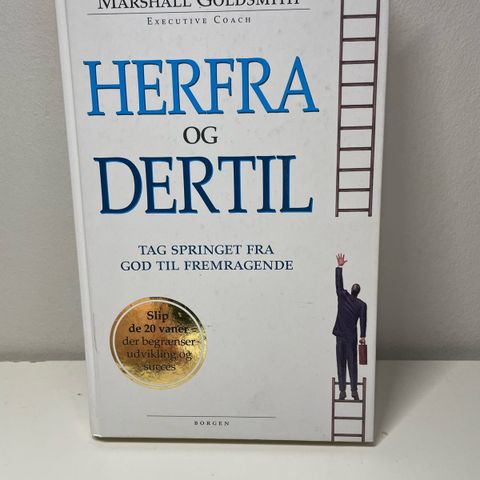 MARSHALL GOLDSMITH
EXECUTIVE COACH
HERFRA
OG
DERTIL
TAG SPRINGET FRA
GOD TIL FREMRAGENDE
Slip
de 20 vaner
der begrænser
udvikling og
succes
BORGEN